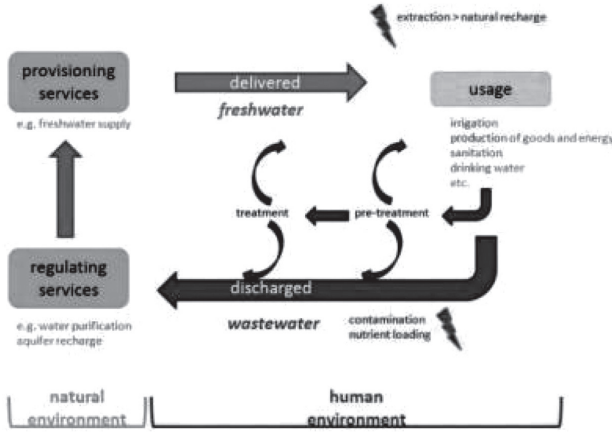 extraction > natural recharge
provisioning
services
delivered
usage
freshwater
e.g. freshwater supply
irrigation
production of goods and energy
sanitation
drinking water
etc.
treatment
pre-treatment
regulating
services
discharged
wastewater
contamination
nutrient loading
e.g. water purification
aquifer recharge
natural
environment
human
environment